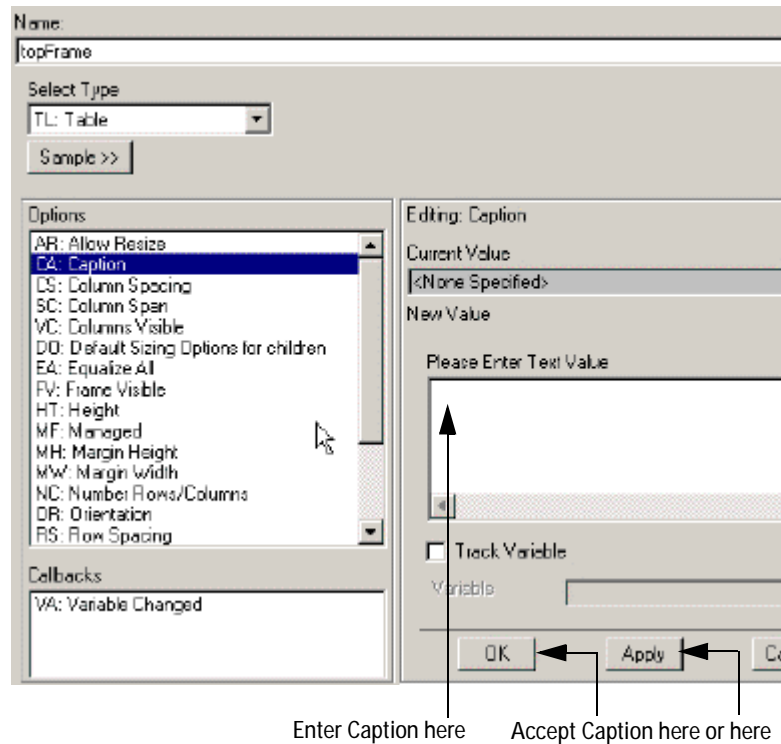 Name:
topFrame
Select Type
TL: Table
Sample >>
Options
AR: Allow Resize
CA: Caption
CS: Column Spacing
SC: Column Span
VC: Columns Visible
DO: Default Sizing Options for children
EA: Equalize All
FV: Frame Visible
HT: Height
MF: Managed
MH: Margin Height
MW: Margin Width
NC: Number Rows/Columns
OR: Orientation
RS: Row Spacing
Callbacks
VA: Variable Changed
Editing: Caption
Current Value
<None Specified>
New Value
Please Enter Text Value
Track Variable
Variable
OK Apply
Enter Caption here Accept Caption here or here